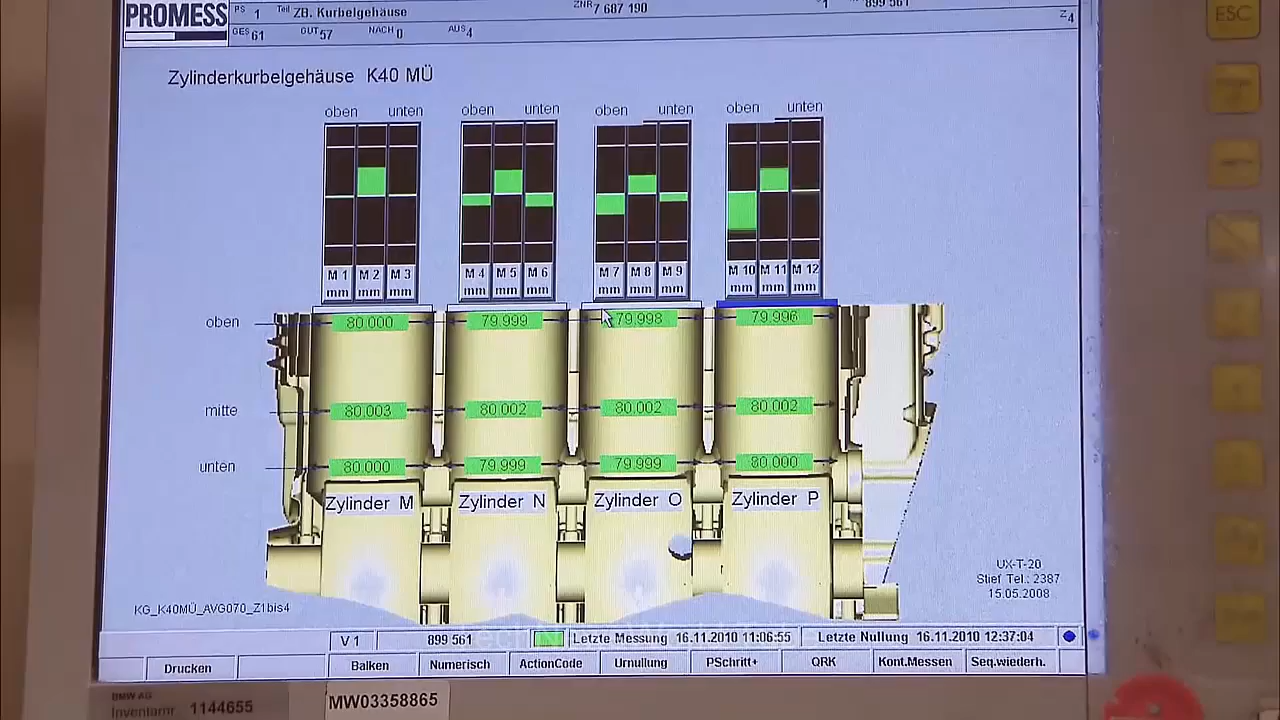 PROMESS PS 1 Teil ZB. Kurbelgehäuse ZNR 7 687 190 1 899 561
GES 61 GUT 57 NACH 0 AUS 4 Z 4
ESC
Zylinderkurbelgehäuse K40 MÜ
oben unten oben unten oben unten oben unten
M 1 M 2 M 3 M 4 M 5 M 6 M 7 M 8 M 9 M 10 M 11 M 12
mm mm mm mm mm mm mm mm mm mm mm mm
oben 80.000 79.999 79.998 79.996
mitte 80.003 80.002 80.002 80.002
unten 80.000 79.999 79.999 80.000
Zylinder M Zylinder N Zylinder O Zylinder P
UX-T-20
Stief Tel.: 2387
15.05.2008
KG_K40MÜ_AVG070_Z1bis4
V 1 899 561 Letzte Messung 16.11.2010 11:06:55 Letzte Nullung 16.11.2010 12:37:04
Drucken Balken Numerisch ActionCode Urnullung PSchritt+ QRK Kont.Messen Seq.wiederh.
BMW AG
Inventarnr 1144655
MW03358865